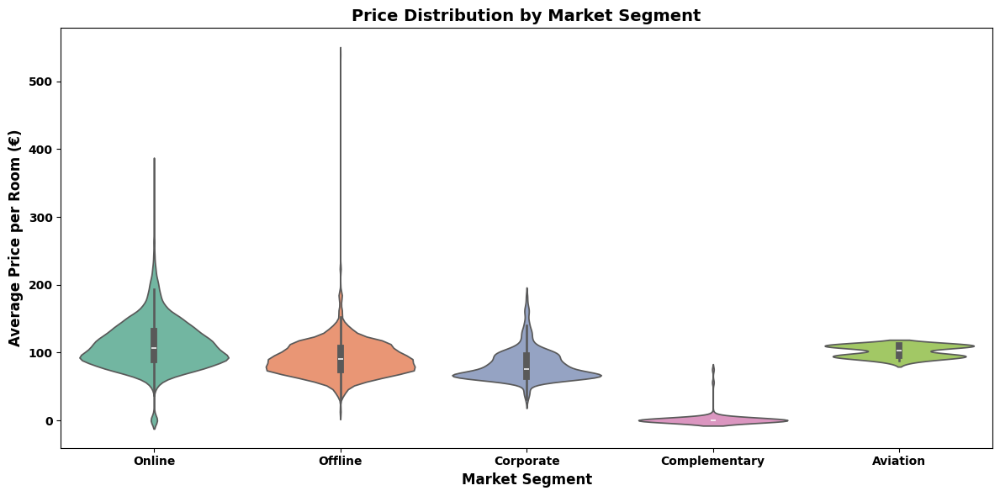 Price Distribution by Market Segment
Average Price per Room (€)
500
400
300
200
100
0
Online Offline Corporate Complementary Aviation
Market Segment